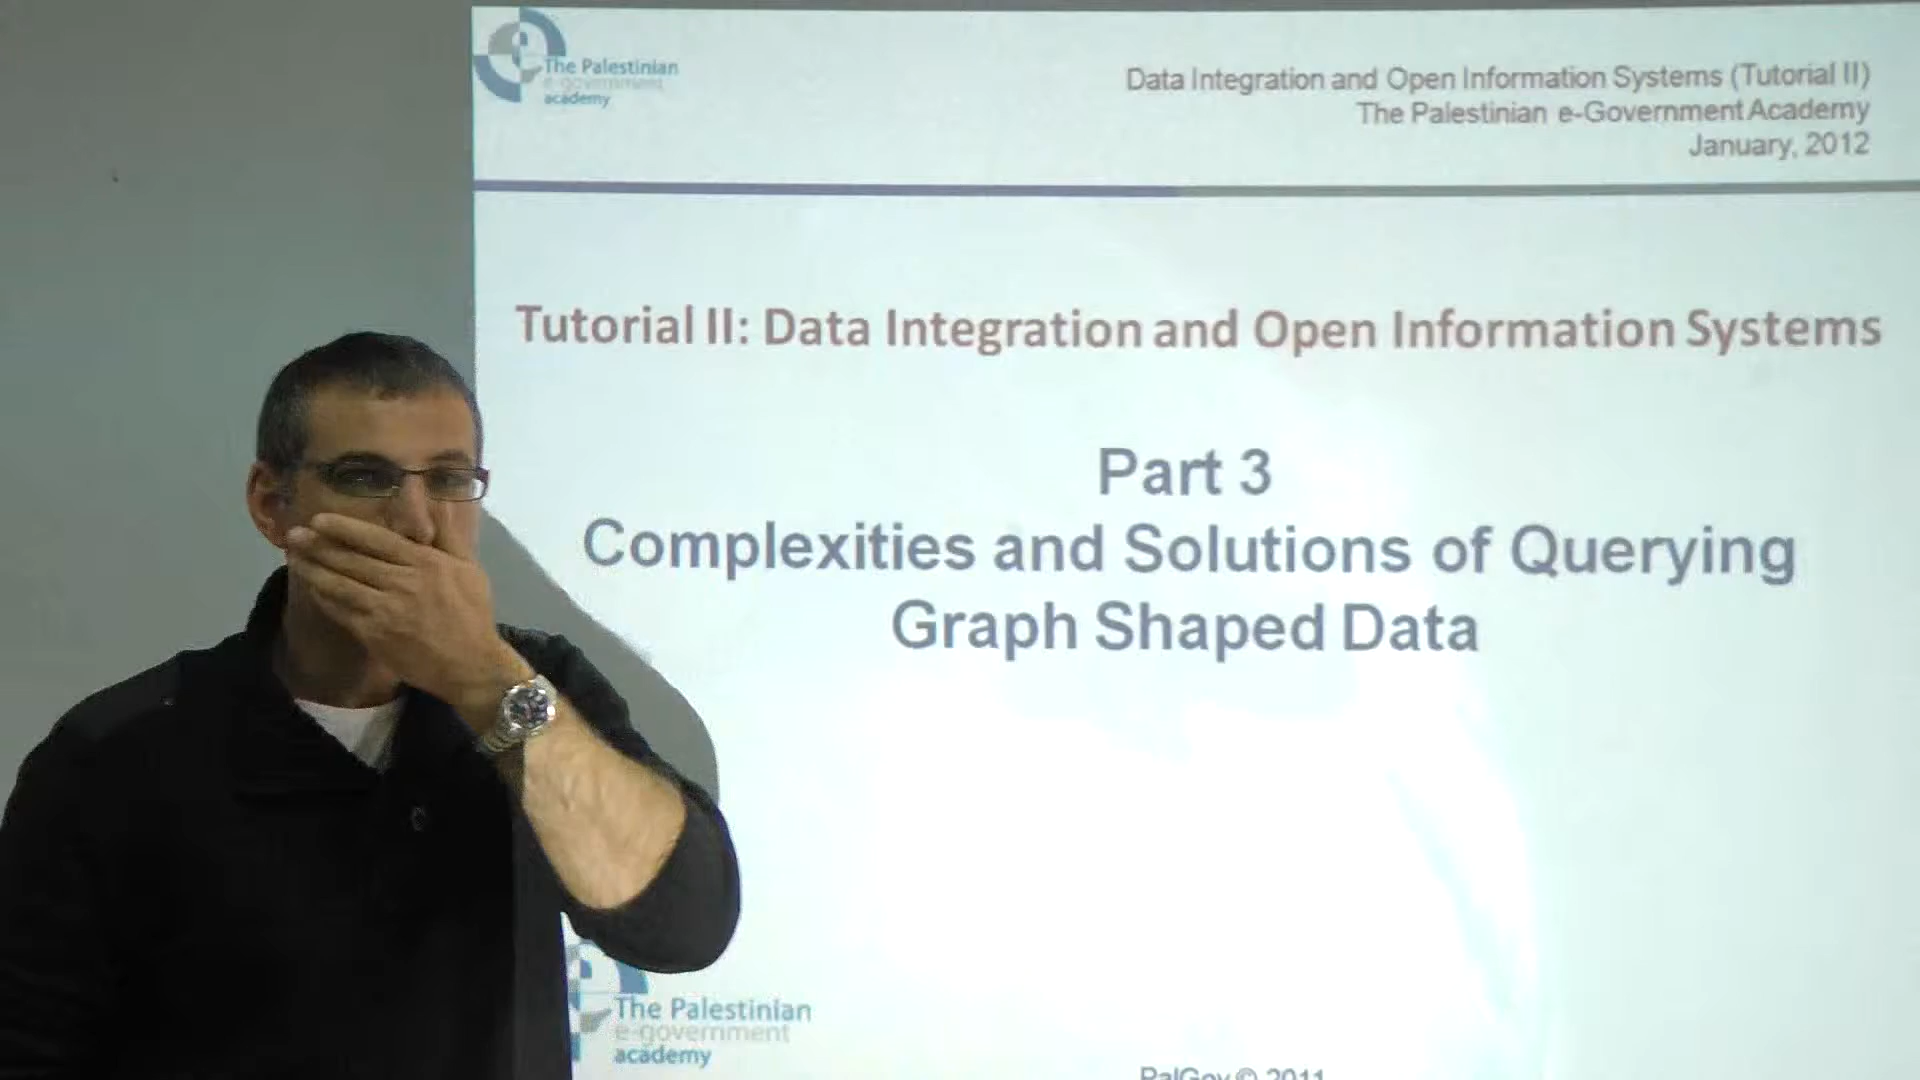 The Palestinian
e-government
academy
Data Integration and Open Information Systems (Tutorial II)
The Palestinian e-Government Academy
January, 2012
Tutorial II: Data Integration and Open Information Systems
Part 3
Complexities and Solutions of Querying
Graph Shaped Data
The Palestinian
e-government
academy
PalGov © 2011